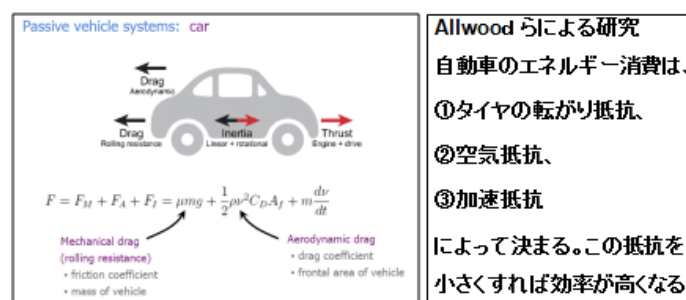 Passive vehicle systems: car
Drag
Aerodynamic
Drag
Rolling resistance
Inertia
Linear + rotational
Thrust
Engine + drive
F = F_M + F_A + F_I = μmg + 1/2 ρν²C_D A_f + m dν/dt
Mechanical drag
(rolling resistance)
• friction coefficient
• mass of vehicle
Aerodynamic drag
• drag coefficient
• frontal area of vehicle
Allwood らによる研究
自動車のエネルギー消費は、
①タイヤの転がり抵抗、
②空気抵抗、
③加速抵抗
によって決まる。この抵抗を
小さくすれば効率が高くなる